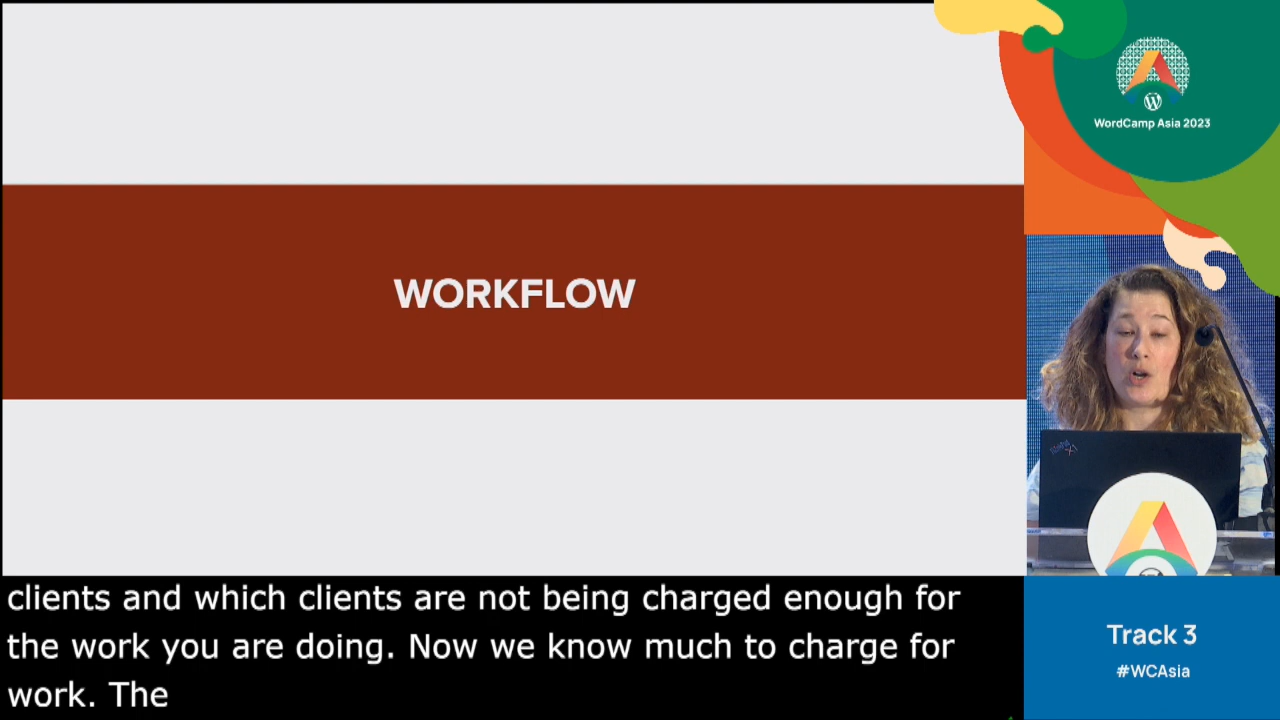 WORKFLOW
WordCamp Asia 2023
clients and which clients are not being charged enough for
the work you are doing. Now we know much to charge for
work. The
Track 3
#WCAsia